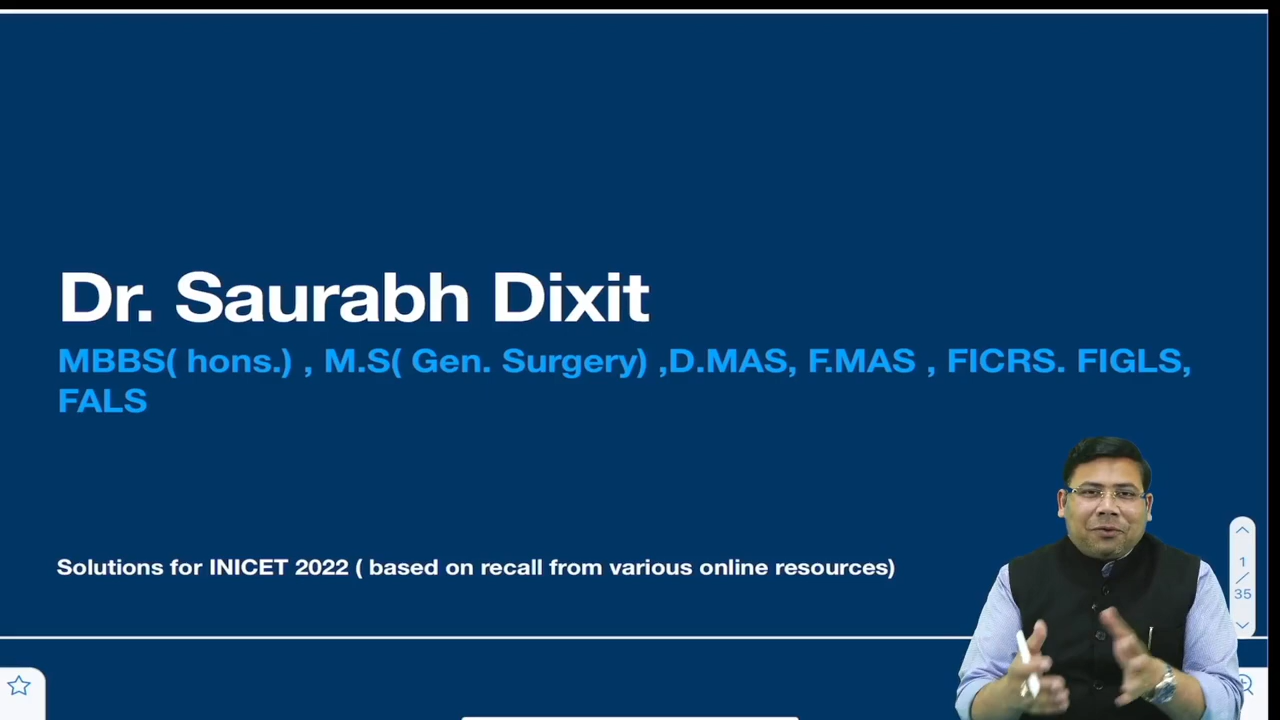 Dr. Saurabh Dixit
MBBS( hons.) , M.S( Gen. Surgery) ,D.MAS, F.MAS , FICRS. FIGLS,
FALS
Solutions for INICET 2022 ( based on recall from various online resources)
1
/
35